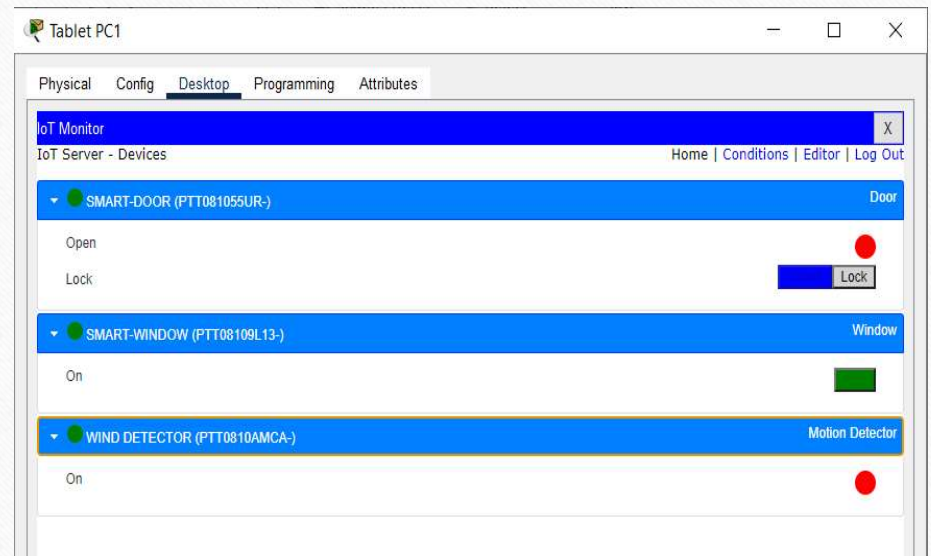 Tablet PC1
Physical Config Desktop Programming Attributes
IoT Monitor X
IoT Server - Devices Home | Conditions | Editor | Log Out
SMART-DOOR (PTT081055UR-) Door
Open
Lock Lock
SMART-WINDOW (PTT08109L13-) Window
On
WIND DETECTOR (PTT0810AMCA-) Motion Detector
On